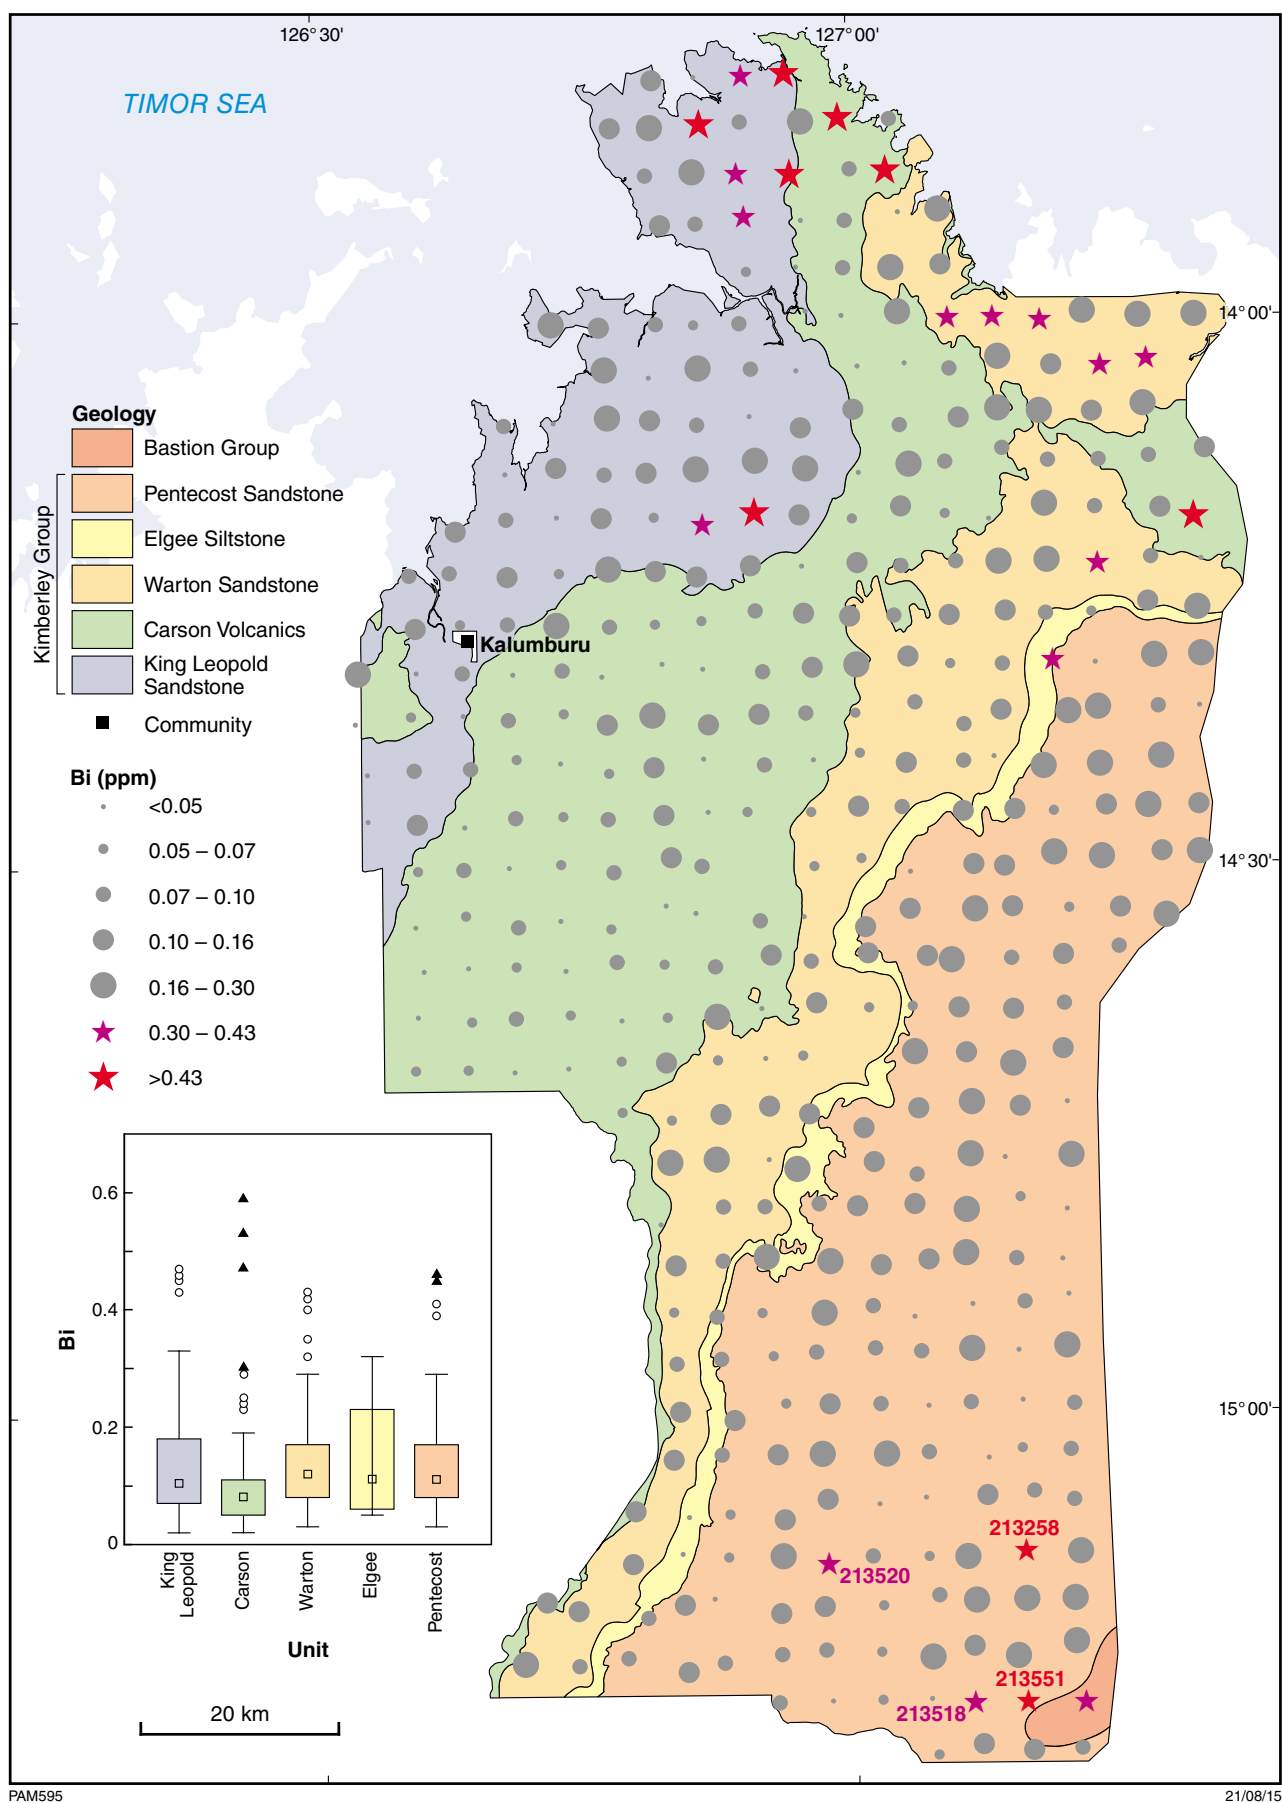 126° 30'
127° 00'
TIMOR SEA
14° 00'
Geology
Bastion Group
Pentecost Sandstone
Elgee Siltstone
Warton Sandstone
Carson Volcanics
King Leopold
Sandstone
Kimberley Group
Community
Kalumburu
Bi (ppm)
<0.05
0.05 – 0.07
0.07 – 0.10
0.10 – 0.16
0.16 – 0.30
0.30 – 0.43
>0.43
14° 30'
0.6
0.4
0.2
0
Bi
King
Leopold
Carson
Warton
Elgee
Pentecost
Unit
15° 00'
213258
213520
213551
213518
20 km
PAM595
21/08/15